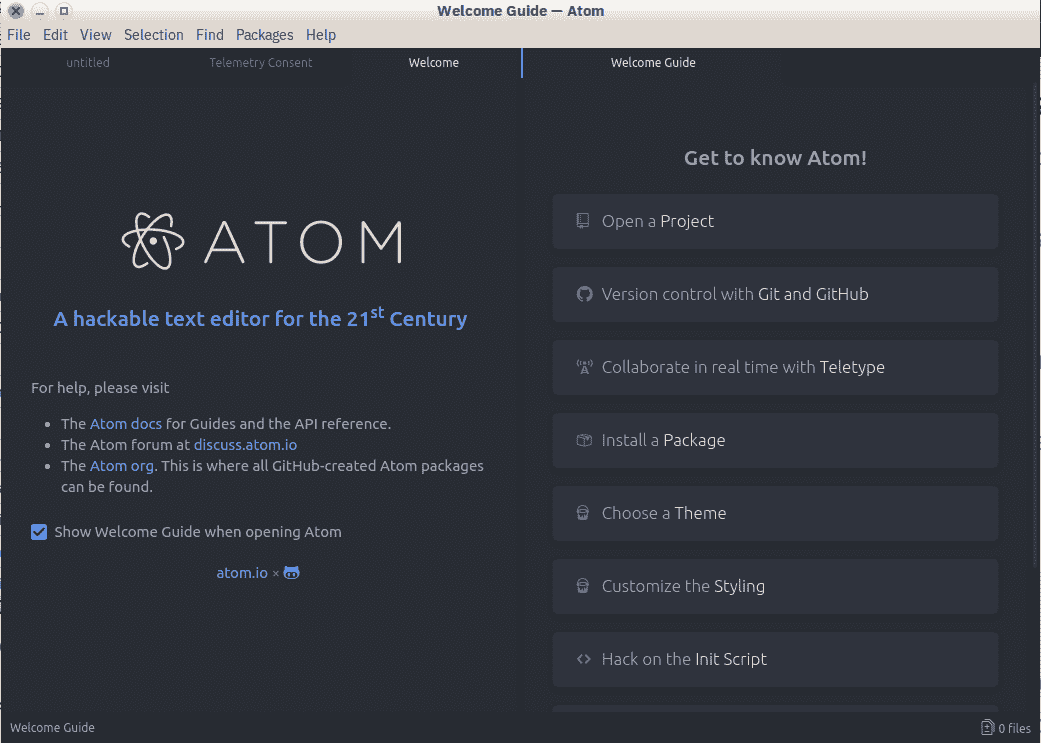 Welcome Guide — Atom
File Edit View Selection Find Packages Help
untitled Telemetry Consent Welcome Welcome Guide
ATOM
A hackable text editor for the 21st Century
For help, please visit
• The Atom docs for Guides and the API reference.
• The Atom forum at discuss.atom.io
• The Atom org. This is where all GitHub-created Atom packages
can be found.
Show Welcome Guide when opening Atom
atom.io ×
Get to know Atom!
Open a Project
Version control with Git and GitHub
Collaborate in real time with Teletype
Install a Package
Choose a Theme
Customize the Styling
Hack on the Init Script
Welcome Guide
0 files